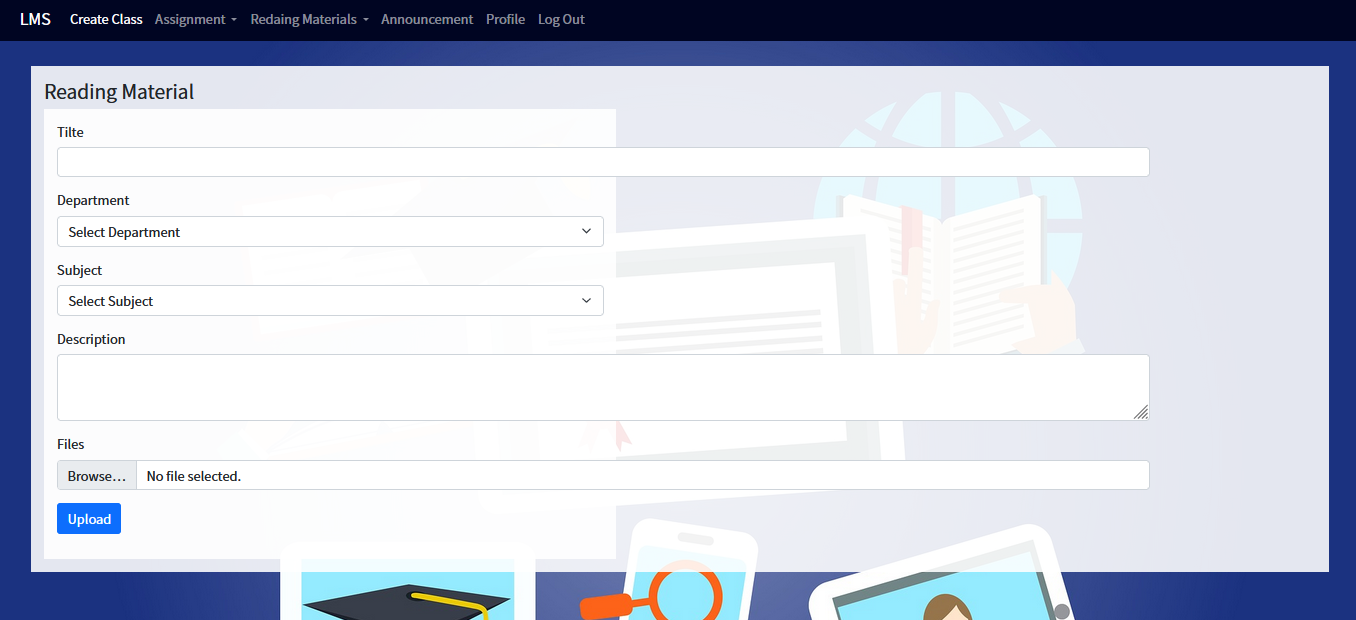 LMS Create Class Assignment Redaing Materials Announcement Profile Log Out
Reading Material
Tilte
Department
Select Department
Subject
Select Subject
Description
Files
Browse… No file selected.
Upload